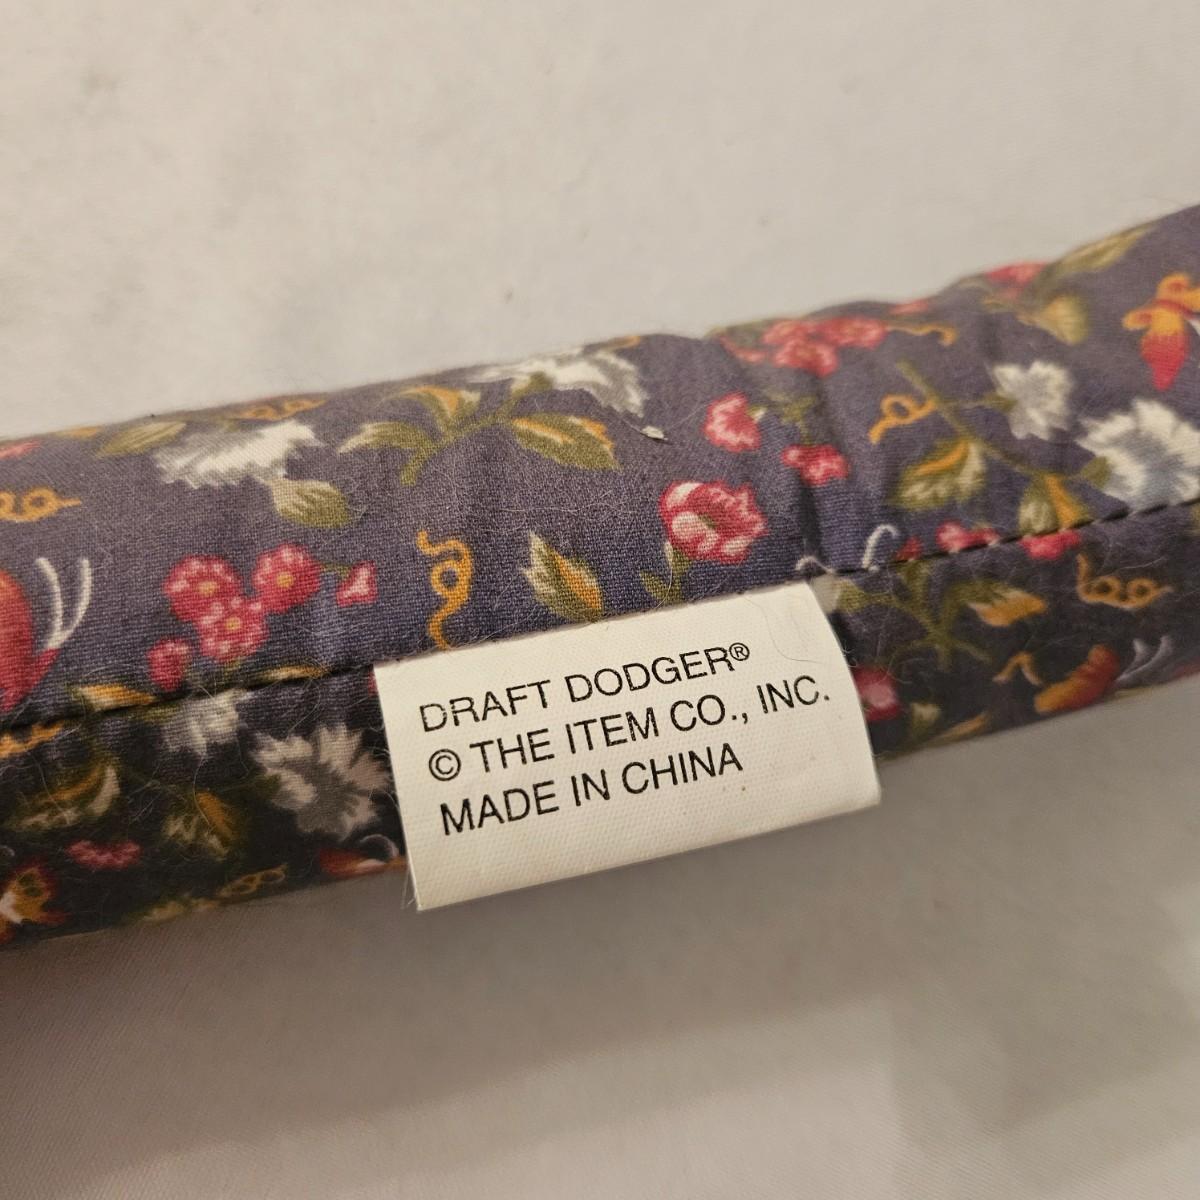 DRAFT DODGER®
© THE ITEM CO., INC.
MADE IN CHINA